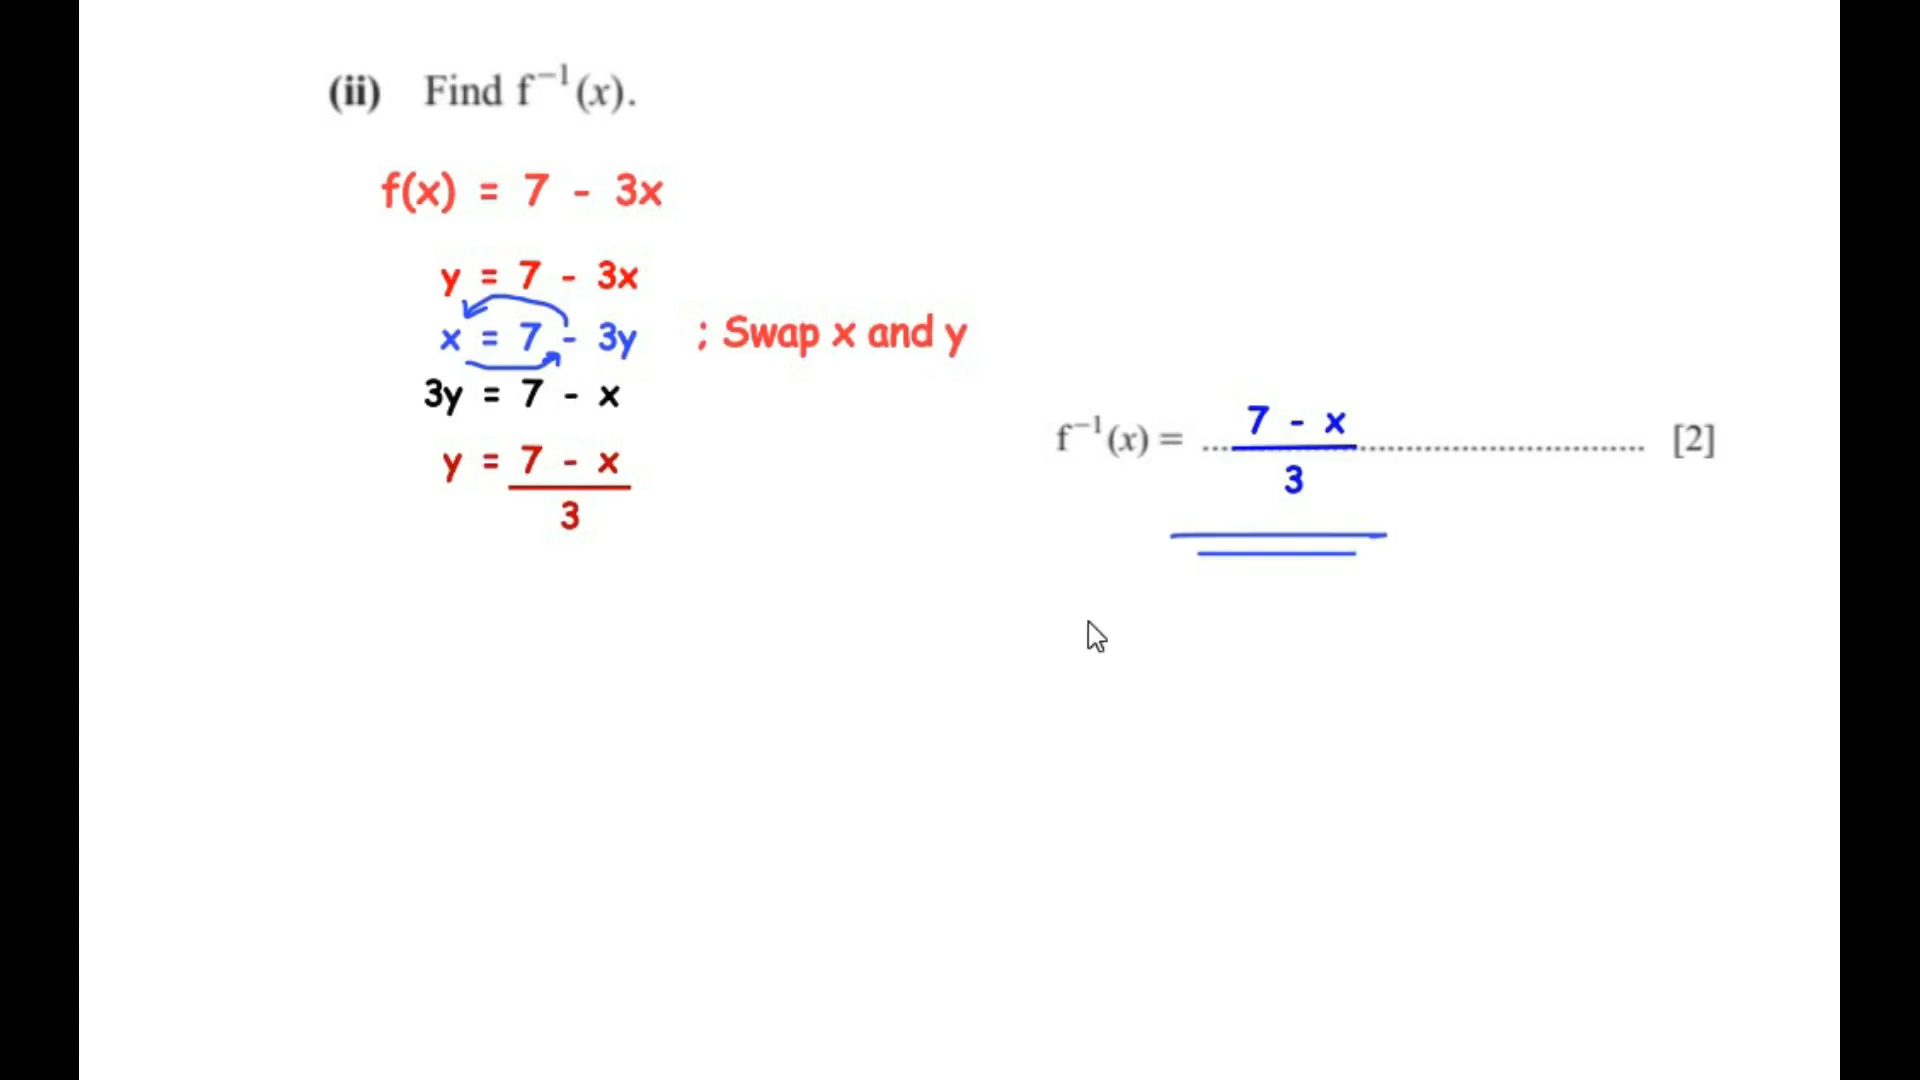 (ii) Find f⁻¹(x).
f(x) = 7 - 3x
y = 7 - 3x
x = 7 - 3y ; Swap x and y
3y = 7 - x
y = 7 - x
3
f⁻¹(x) = 7 - x [2]
3